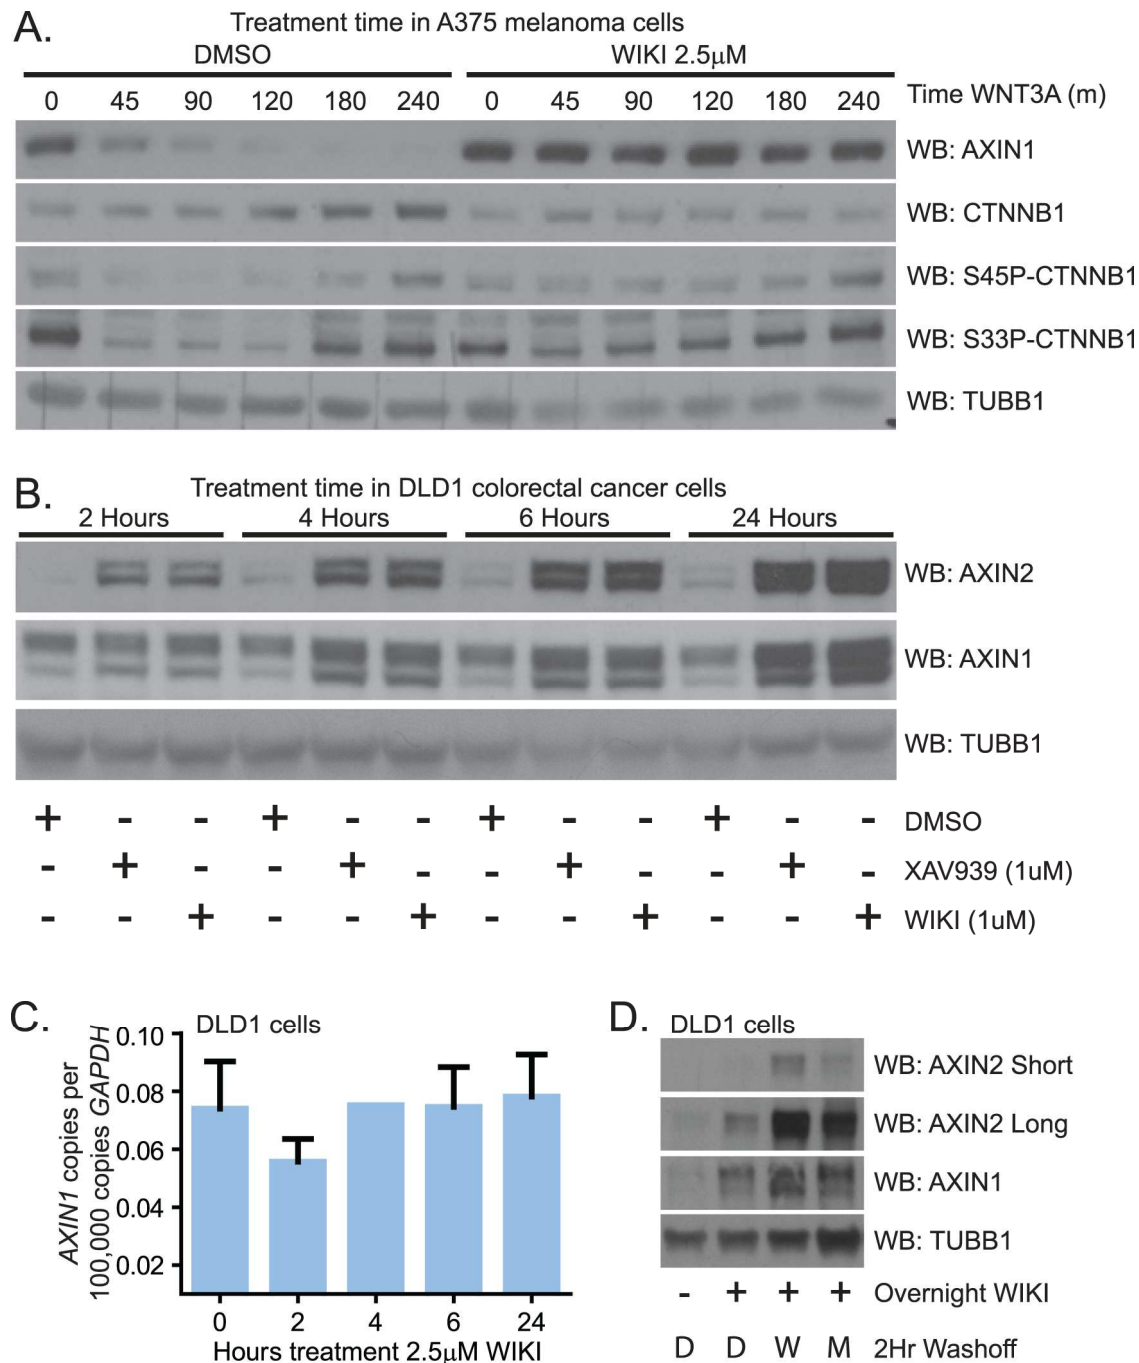 A.
Treatment time in A375 melanoma cells
DMSO WIKI 2.5μM
0 45 90 120 180 240 0 45 90 120 180 240 Time WNT3A (m)
WB: AXIN1
WB: CTNNB1
WB: S45P-CTNNB1
WB: S33P-CTNNB1
WB: TUBB1
B.
Treatment time in DLD1 colorectal cancer cells
2 Hours 4 Hours 6 Hours 24 Hours
WB: AXIN2
WB: AXIN1
WB: TUBB1
+ - - + - - + - - + - - DMSO
- + - - + - - + - - + - XAV939 (1uM)
- - + - - + - - + - - + WIKI (1uM)
C.
DLD1 cells
AXIN1 copies per
100,000 copies GAPDH
0.10
0.08
0.06
0.04
0.02
0 2 4 6 24
Hours treatment 2.5μM WIKI
D.
DLD1 cells
WB: AXIN2 Short
WB: AXIN2 Long
WB: AXIN1
WB: TUBB1
- + + + Overnight WIKI
D D W M 2Hr Washoff